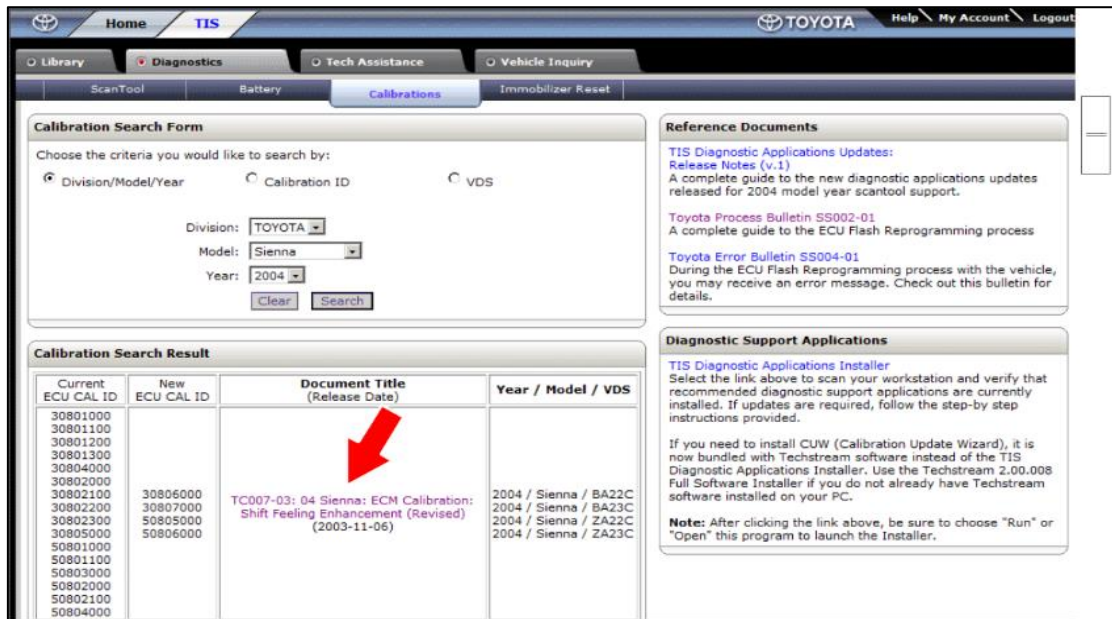 Home
TIS
TOYOTA
Help
My Account
Logout
Library
Diagnostics
Tech Assistance
Vehicle Inquiry
ScanTool
Battery
Calibrations
Immobilizer Reset
Calibration Search Form
Choose the criteria you would like to search by:
Division/Model/Year
Calibration ID
VDS
Division: TOYOTA
Model: Sienna
Year: 2004
Clear
Search
Calibration Search Result
Current
ECU CAL ID
New
ECU CAL ID
Document Title
(Release Date)
Year / Model / VDS
30801000
30801100
30801200
30801300
30804000
30802000
30802100
30802200
30802300
30805000
50801000
50801100
50803000
50802000
50802100
50804000
30806000
30807000
50805000
50806000
TC007-03: 04 Sienna: ECM Calibration:
Shift Feeling Enhancement (Revised)
(2003-11-06)
2004 / Sienna / BA22C
2004 / Sienna / BA23C
2004 / Sienna / ZA22C
2004 / Sienna / ZA23C
Reference Documents
TIS Diagnostic Applications Updates:
Release Notes (v.1)
A complete guide to the new diagnostic applications updates
released for 2004 model year scantool support.
Toyota Process Bulletin SS002-01
A complete guide to the ECU Flash Reprogramming process
Toyota Error Bulletin SS004-01
During the ECU Flash Reprogramming process with the vehicle,
you may receive an error message. Check out this bulletin for
details.
Diagnostic Support Applications
TIS Diagnostic Applications Installer
Select the link above to scan your workstation and verify that
recommended diagnostic support applications are currently
installed. If updates are required, follow the step-by step
instructions provided.
If you need to install CUW (Calibration Update Wizard), it is
now bundled with Techstream software instead of the TIS
Diagnostic Applications Installer. Use the Techstream 2.00.008
Full Software Installer if you do not already have Techstream
software installed on your PC.
Note: After clicking the link above, be sure to choose "Run" or
"Open" this program to launch the Installer.